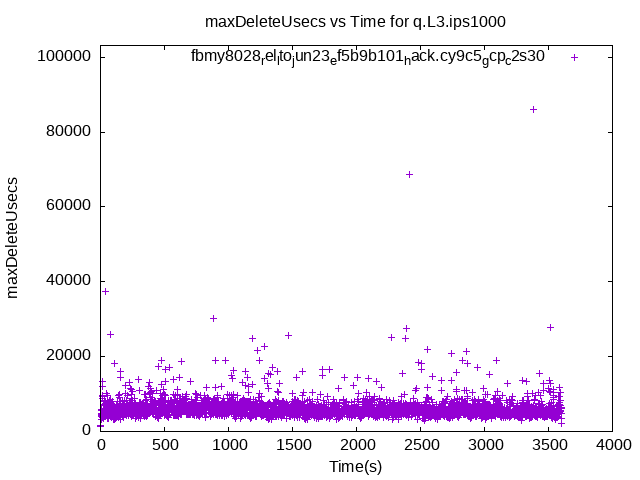 maxDeleteUsecs vs Time for q.L3.ips1000
fbmy8028relltojun23ef5b9b101hack.cy9c5gcpc2s30
100000
80000
60000
40000
20000
0
maxDeleteUsecs
0 500 1000 1500 2000 2500 3000 3500 4000
Time(s)